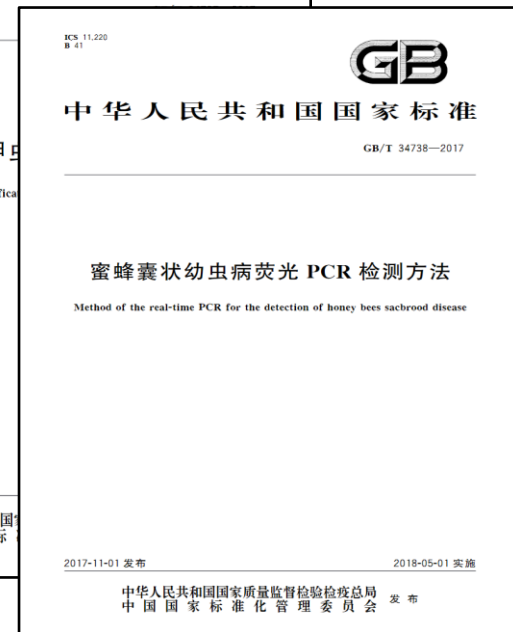 ICS 11,220
B 41
GB
中华人民共和国国家标准
GB/T 34738—2017
蜜蜂囊状幼虫病荧光 PCR 检测方法
Method of the real-time PCR for the detection of honey bees sacbrood disease
2017-11-01 发布
2018-05-01 实施
中华人民共和国国家质量监督检验检疫总局
中国国家标准化管理委员会
发布